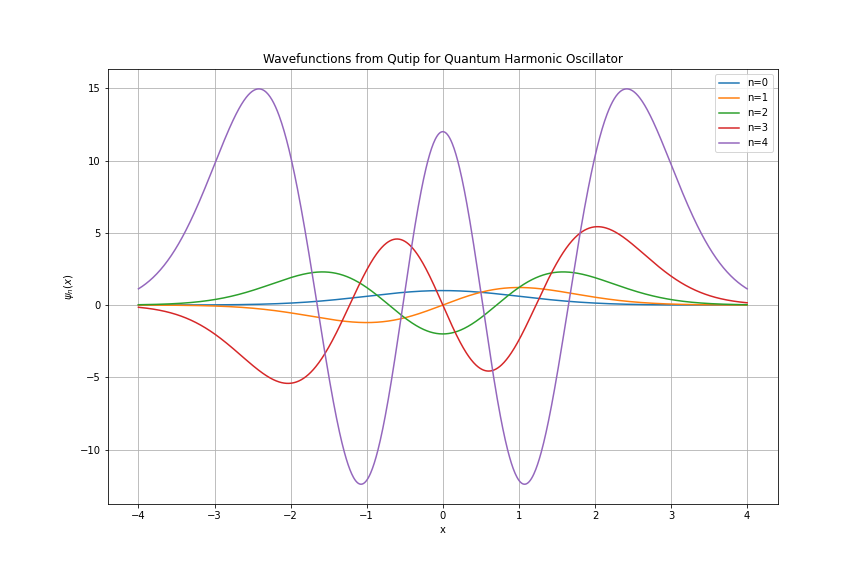 Wavefunctions from Qutip for Quantum Harmonic Oscillator
n=0
n=1
n=2
n=3
n=4
15
10
5
0
−5
−10
ψₙ(x)
−4 −3 −2 −1 0 1 2 3 4
x